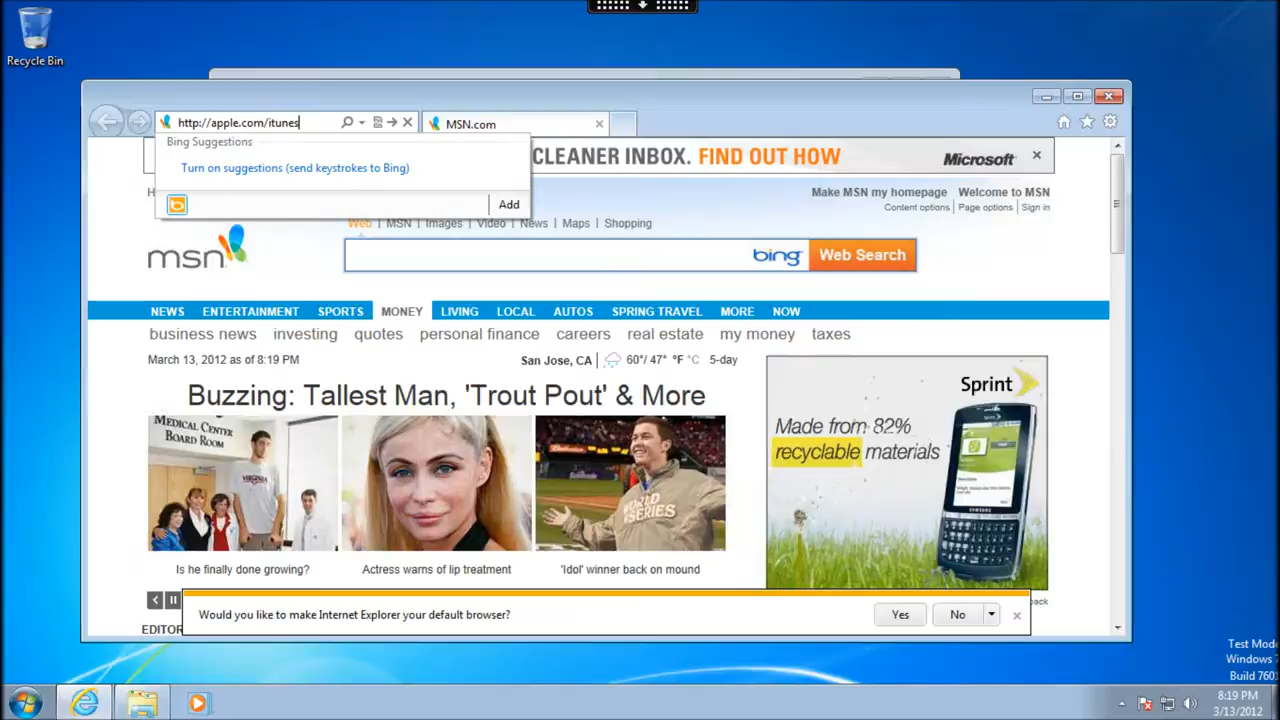 Recycle Bin
http://apple.com/itunes
MSN.com
Bing Suggestions
Turn on suggestions (send keystrokes to Bing)
Add
CLEANER INBOX. FIND OUT HOW
Microsoft
Make MSN my homepage
Welcome to MSN
Content options
Page options
Sign in
Web
MSN
Images
Video
News
Maps
Shopping
msn
bing
Web Search
NEWS
ENTERTAINMENT
SPORTS
MONEY
LIVING
LOCAL
AUTOS
SPRING TRAVEL
MORE
NOW
business news
investing
quotes
personal finance
careers
real estate
my money
taxes
March 13, 2012 as of 8:19 PM
San Jose, CA
60°/ 47° °F °C
5-day
Buzzing: Tallest Man, 'Trout Pout' & More
Sprint
Made from 82%
recyclable materials
MEDICAL CENTER
BOARD ROOM
VIRGINIA
WORLD
SERIES
SAMSUNG
Is he finally done growing?
Actress warns of lip treatment
'Idol' winner back on mound
Would you like to make Internet Explorer your default browser?
Yes
No
EDITOR
Test Mod
Windows 7
Build 7601
8:19 PM
3/13/2012